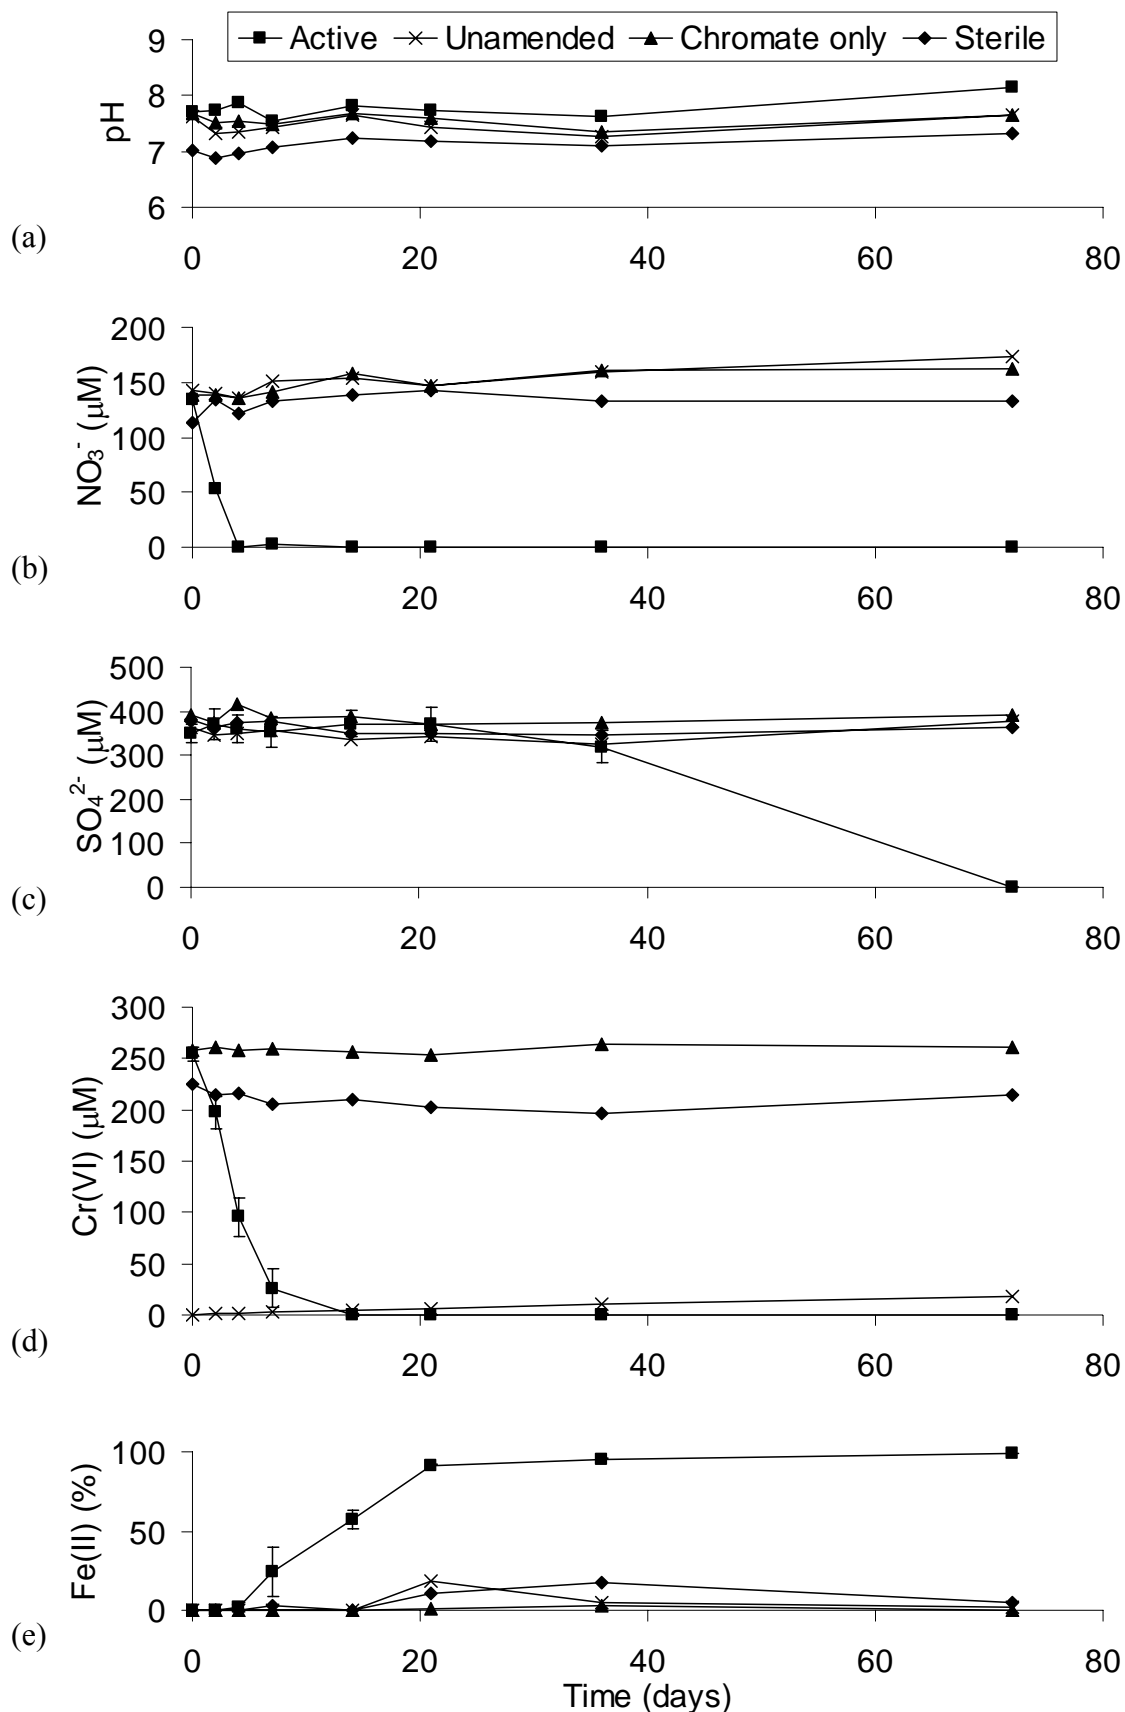 Active Unamended Chromate only Sterile
9
8
7
6
pH
(a)
0 20 40 60 80
200
150
100
50
0
NO₃⁻ (µM)
(b)
0 20 40 60 80
500
400
300
200
100
0
SO₄²⁻ (µM)
(c)
0 20 40 60 80
300
250
200
150
100
50
0
Cr(VI) (µM)
(d)
0 20 40 60 80
100
50
0
Fe(II) (%)
(e)
0 20 40 60 80
Time (days)